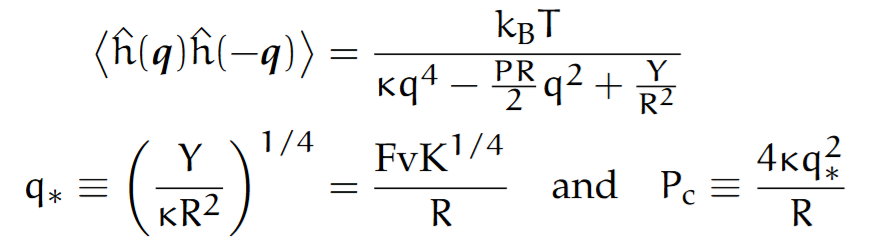 ⟨ĥ(q)ĥ(−q)⟩ = k_BT / (κq⁴ − (PR/2)q² + Y/R²)
q_* ≡ (Y/(κR²))^{1/4} = FvK^{1/4}/R and P_c ≡ 4κq_*²/R